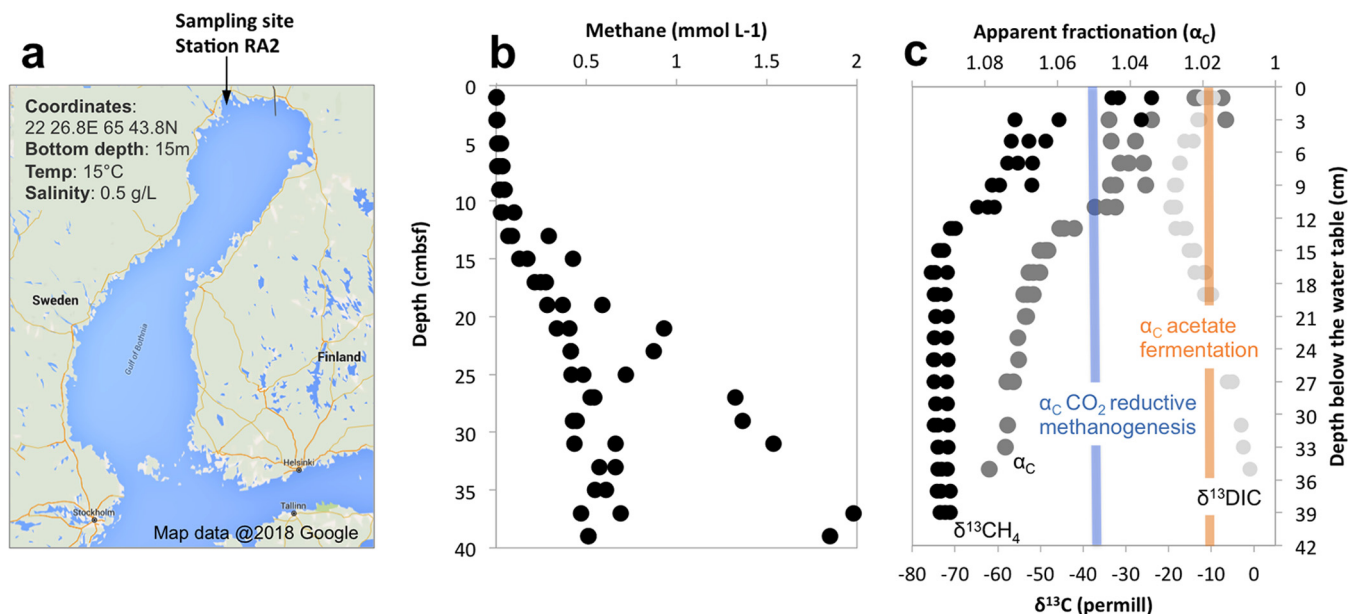 a
Sampling site
Station RA2
Coordinates:
22 26.8E 65 43.8N
Bottom depth: 15m
Temp: 15°C
Salinity: 0.5 g/L
Sweden
Gulf of Bothnia
Finland
Helsinki
Stockholm
Tallinn
Map data @2018 Google
b
Methane (mmol L-1)
0.5 1 1.5 2
Depth (cmbsf)
0
5
10
15
20
25
30
35
40
c
Apparent fractionation (αC)
1.08 1.06 1.04 1.02 1
0
3
6
9
12
15
18
21
24
27
30
33
36
39
42
Depth below the water table (cm)
αC acetate
fermentation
αC CO2 reductive
methanogenesis
αC
δ13DIC
δ13CH4
-80 -70 -60 -50 -40 -30 -20 -10 0
δ13C (permill)